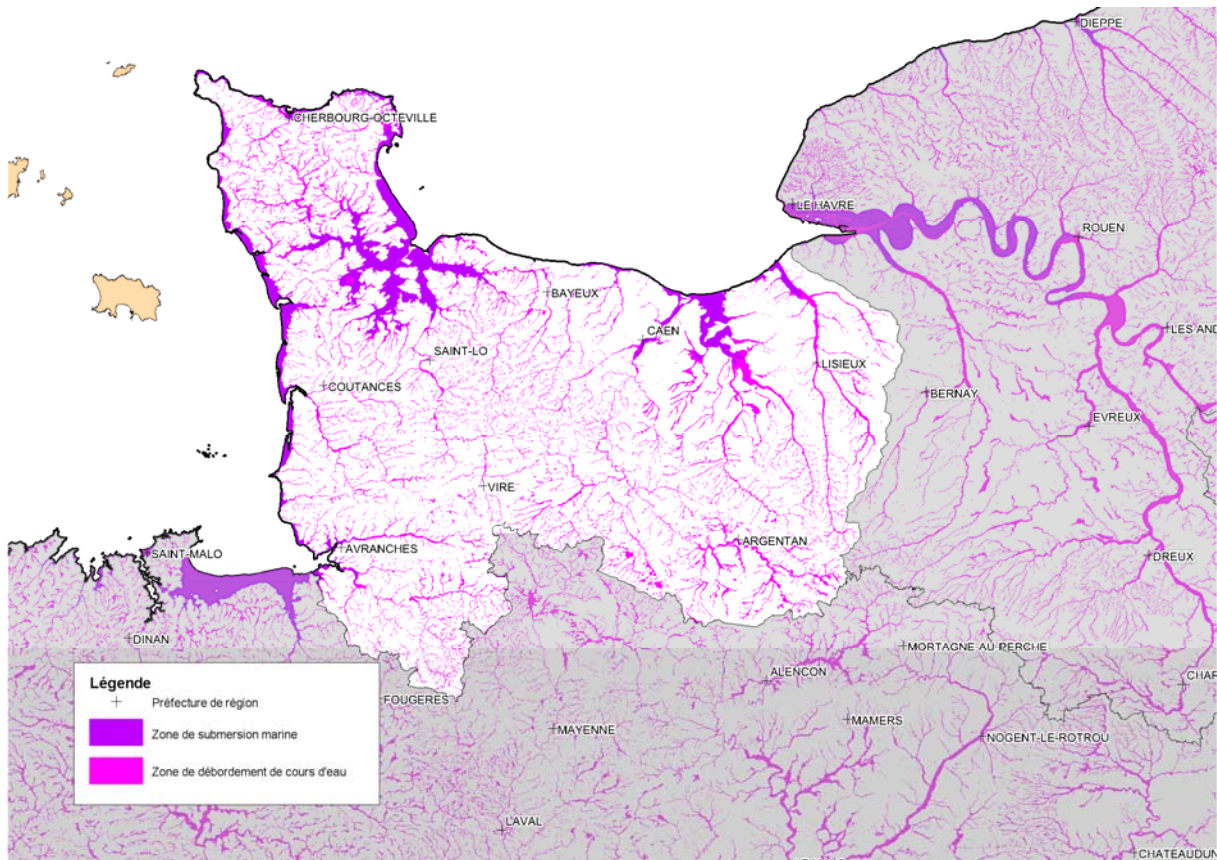 DIEPPE
CHERBOURG-OCTEVILLE
LE HAVRE
ROUEN
BAYEUX
CAEN
LES AND
SAINT-LO
LISIEUX
COUTANCES
BERNAY
EVREUX
VIRE
ARGENTAN
AVRANCHES
SAINT-MALO
DREUX
DINAN
MORTAGNE AU PERCHE
ALENCON
CHAR
FOUGERES
MAMERS
MAYENNE
NOGENT-LE-ROTROU
LAVAL
CHATEAUDUN
Légende
Préfecture de région
Zone de submersion marine
Zone de débordement de cours d'eau